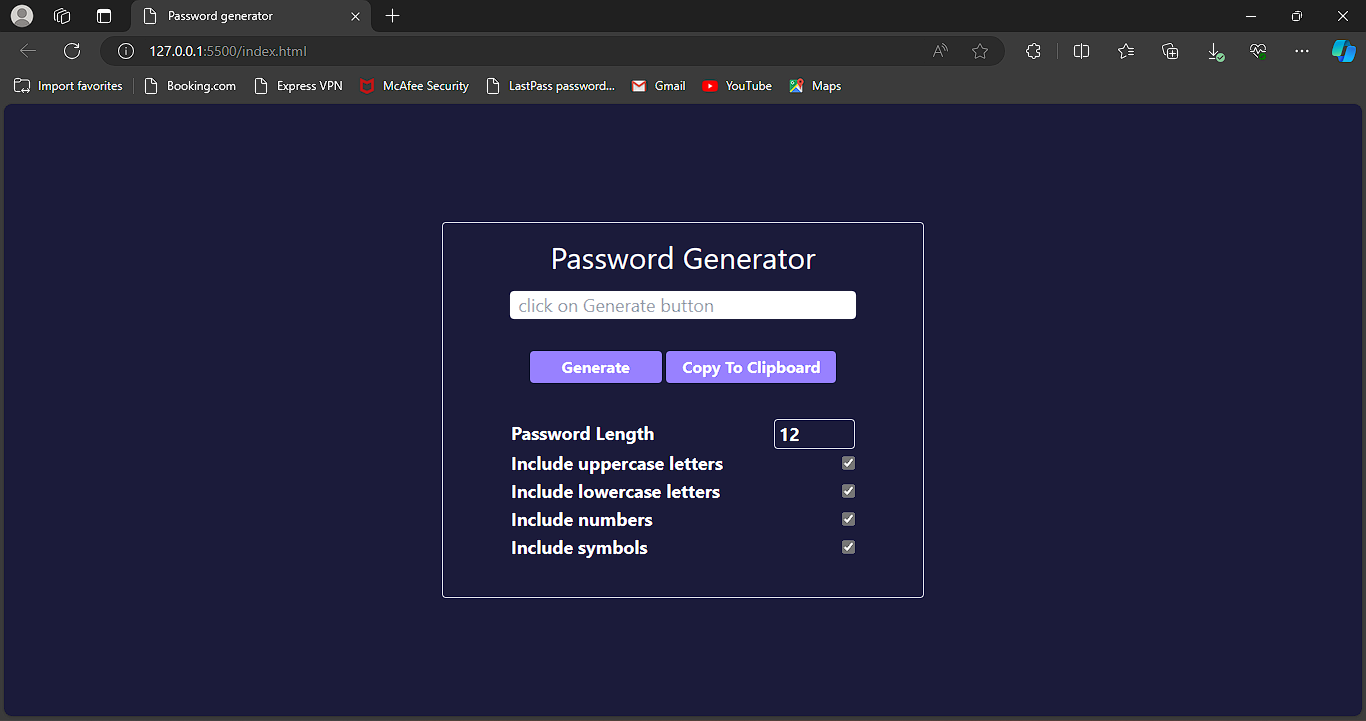 Password generator
127.0.0.1:5500/index.html
Import favorites Booking.com Express VPN McAfee Security LastPass password... Gmail YouTube Maps
Password Generator
click on Generate button
Generate Copy To Clipboard
Password Length 12
Include uppercase letters
Include lowercase letters
Include numbers
Include symbols